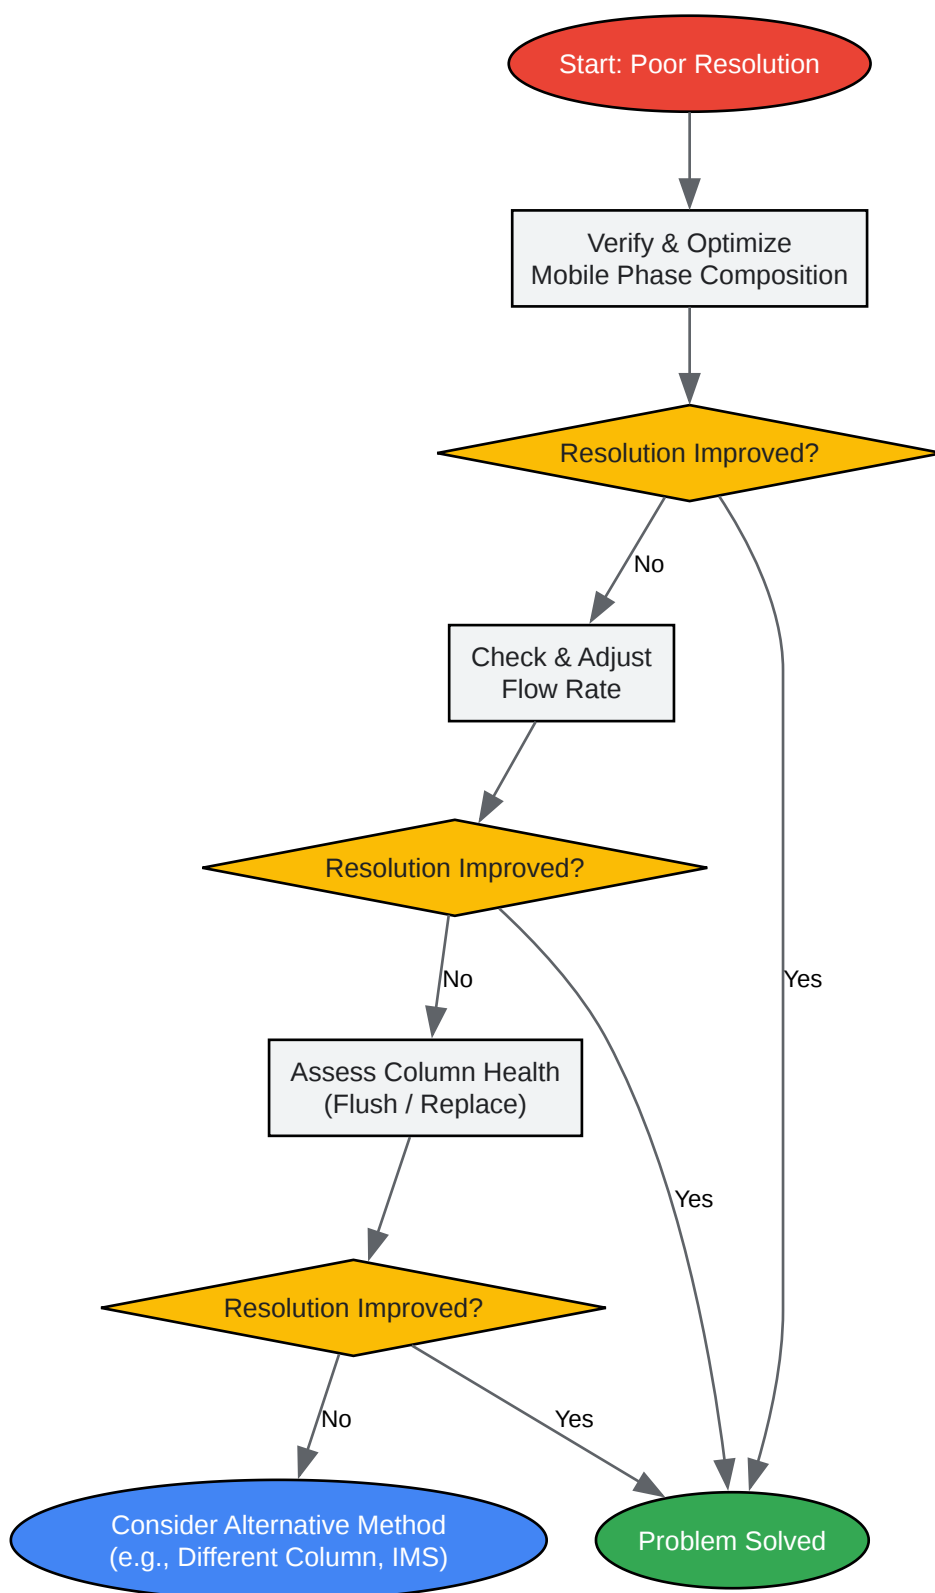 Start: Poor Resolution
Verify & Optimize
Mobile Phase Composition
Resolution Improved?
No
Check & Adjust
Flow Rate
Resolution Improved?
No
Yes
Assess Column Health
(Flush / Replace)
Yes
Resolution Improved?
No
Yes
Consider Alternative Method
(e.g., Different Column, IMS)
Problem Solved